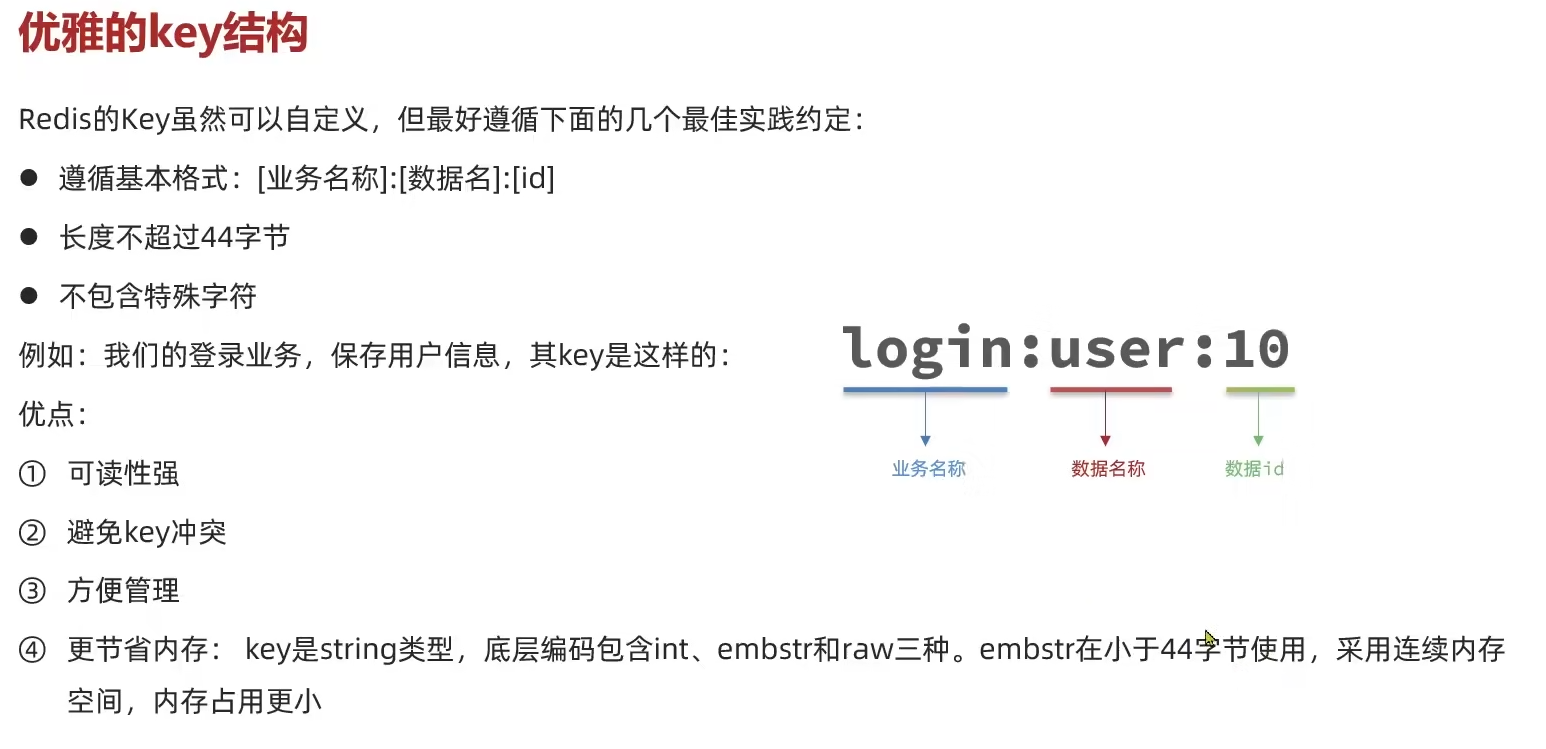 优雅的key结构
Redis的Key虽然可以自定义，但最好遵循下面的几个最佳实践约定：
● 遵循基本格式：[业务名称]:[数据名]:[id]
● 长度不超过44字节
● 不包含特殊字符
例如：我们的登录业务，保存用户信息，其key是这样的：
login:user:10
业务名称
数据名称
数据id
优点：
① 可读性强
② 避免key冲突
③ 方便管理
④ 更节省内存： key是string类型，底层编码包含int、embstr和raw三种。embstr在小于44字节使用，采用连续内存
空间，内存占用更小